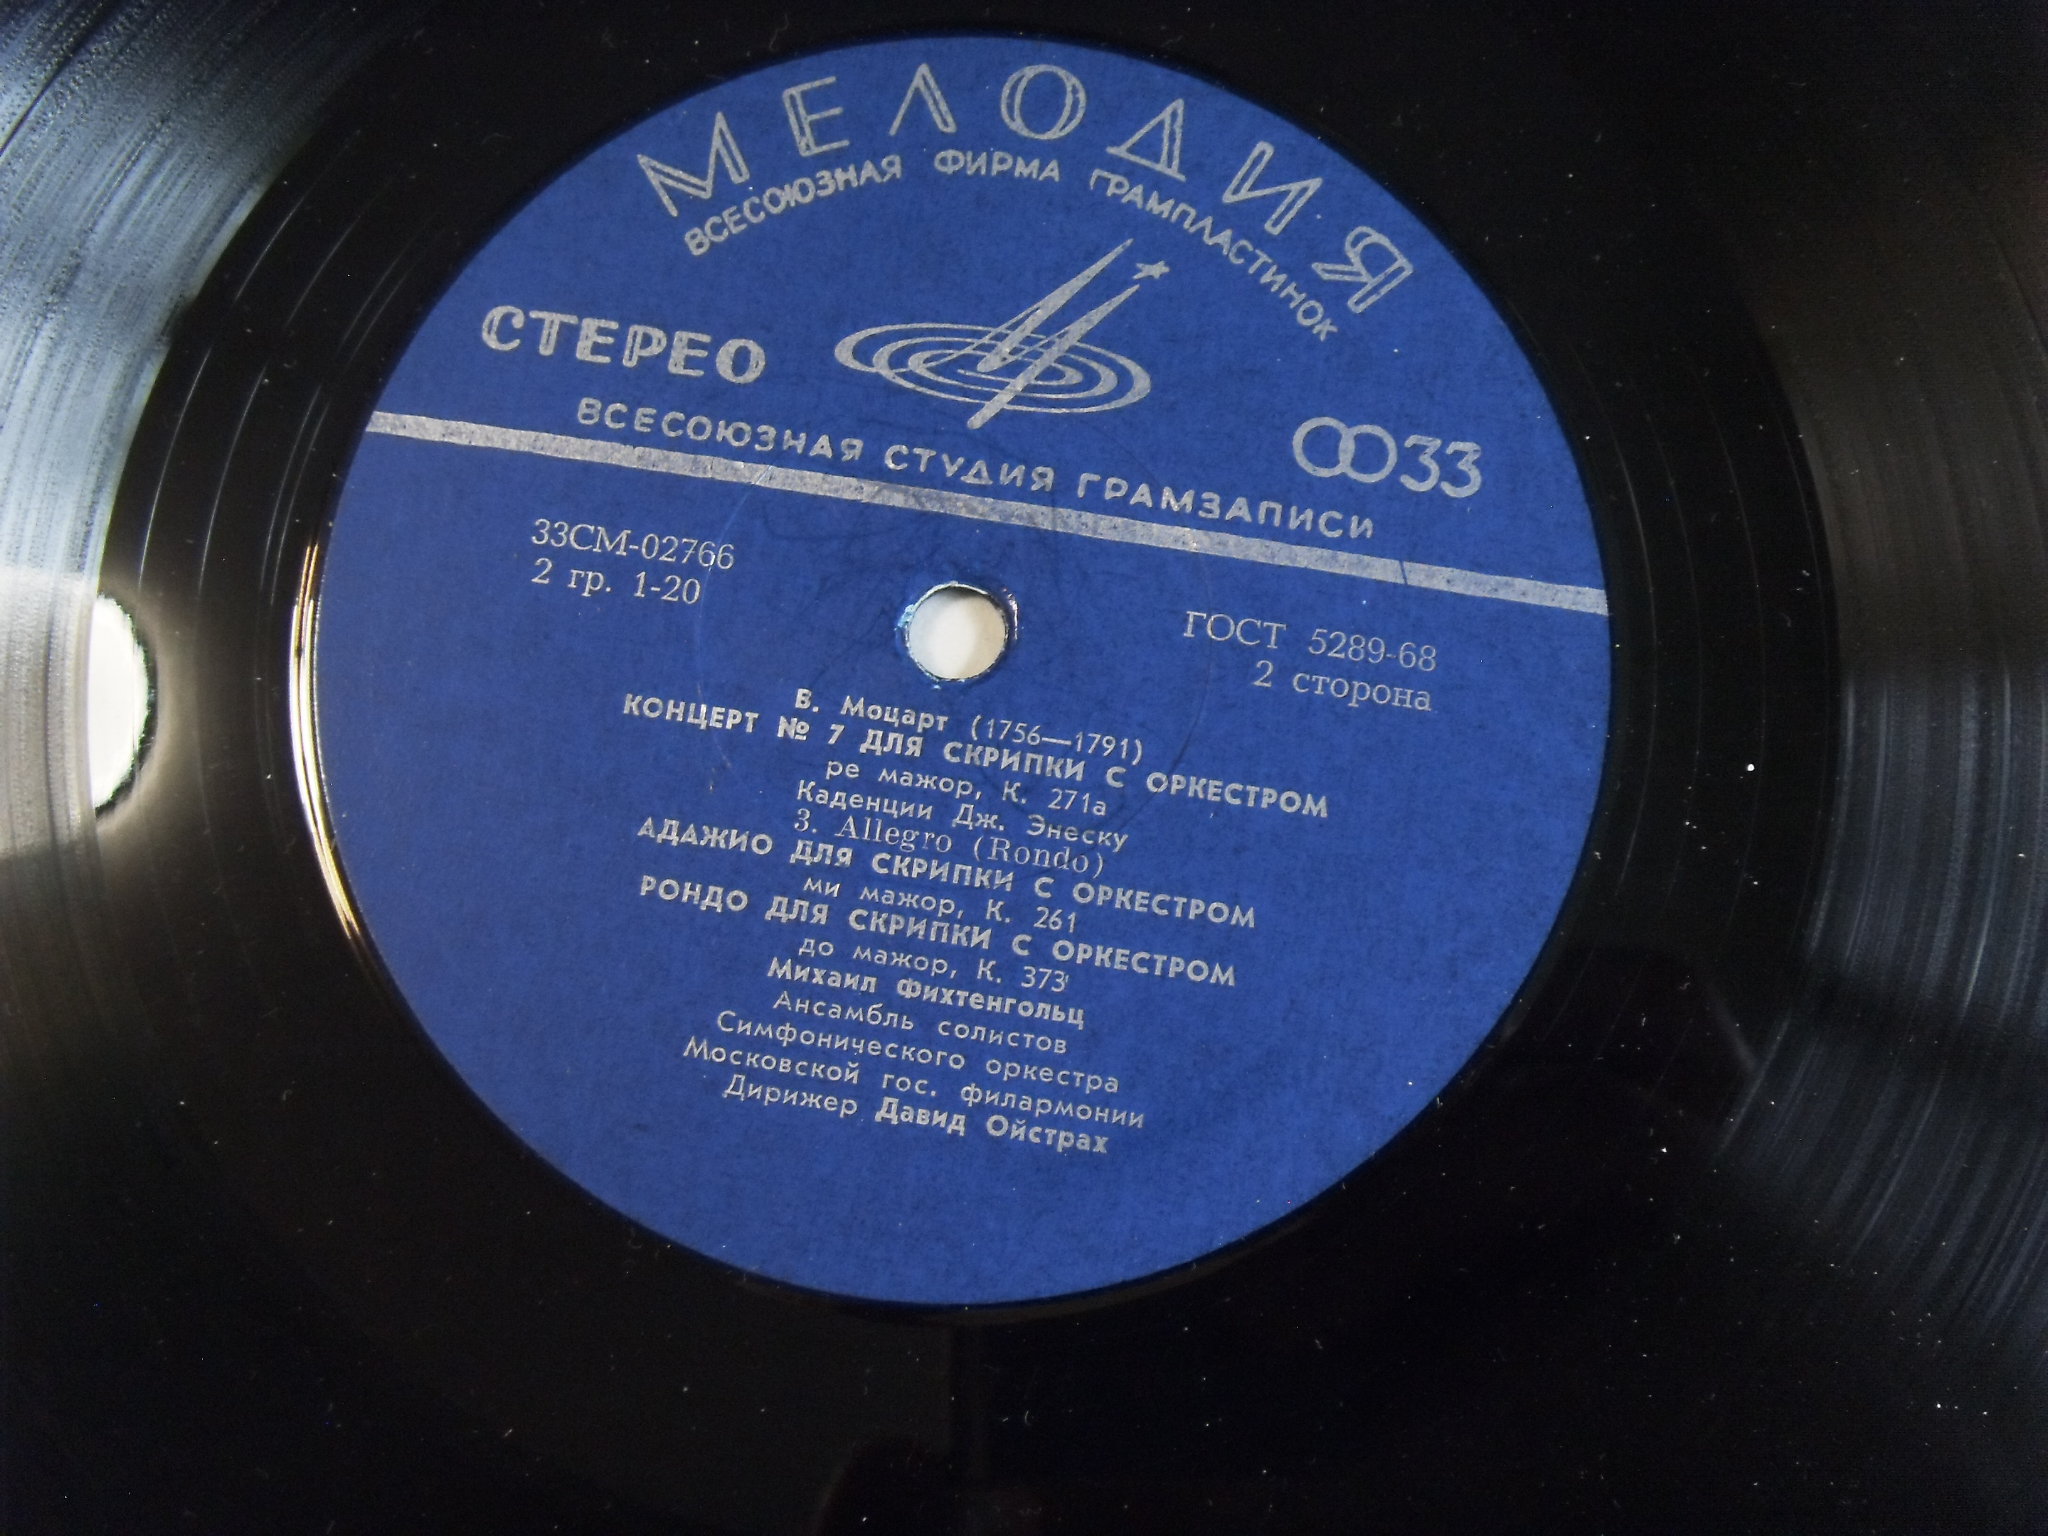 МЕЛОДИЯ
ВСЕСОЮЗНАЯ ФИРМА ГРАМПЛАСТИНОК
СТЕРЕО
33
ВСЕСОЮЗНАЯ СТУДИЯ ГРАМЗАПИСИ
33СМ-02766
2 гр. 1-20
ГОСТ 5289-68
2 сторона
В. Моцарт (1756—1791)
КОНЦЕРТ № 7 ДЛЯ СКРИПКИ С ОРКЕСТРОМ
ре мажор, К. 271а
Каденции Дж. Энеску
3. Allegro (Rondo)
АДАЖИО ДЛЯ СКРИПКИ С ОРКЕСТРОМ
ми мажор, К. 261
РОНДО ДЛЯ СКРИПКИ С ОРКЕСТРОМ
до мажор, К. 373
Михаил Фихтенгольц
Ансамбль солистов
Симфонического оркестра
Московской гос. филармонии
Дирижер Давид Ойстрах